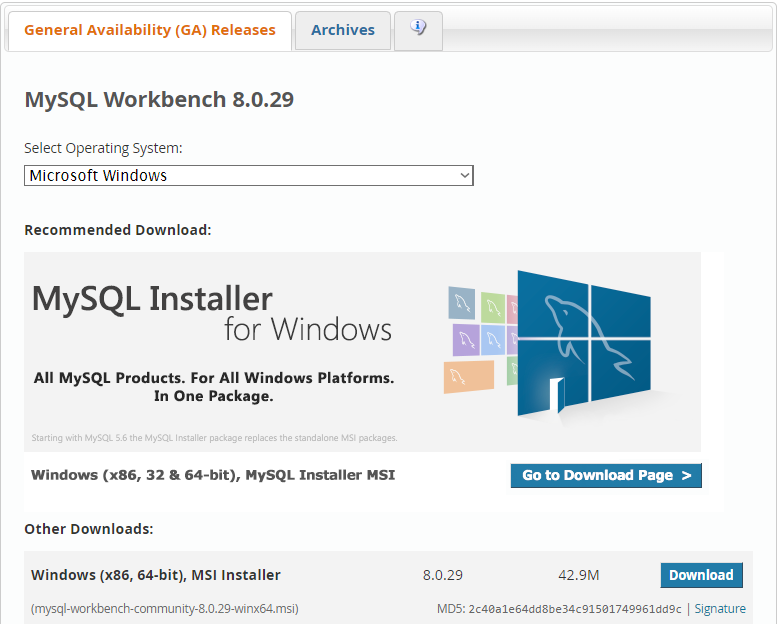 General Availability (GA) Releases
Archives
MySQL Workbench 8.0.29
Select Operating System:
Microsoft Windows
Recommended Download:
MySQL Installer
for Windows
All MySQL Products. For All Windows Platforms.
In One Package.
Starting with MySQL 5.6 the MySQL Installer package replaces the standalone MSI packages.
Windows (x86, 32 & 64-bit), MySQL Installer MSI
Go to Download Page >
Other Downloads:
Windows (x86, 64-bit), MSI Installer 8.0.29 42.9M Download
(mysql-workbench-community-8.0.29-winx64.msi) MD5: 2c40a1e64dd8be34c91501749961dd9c | Signature